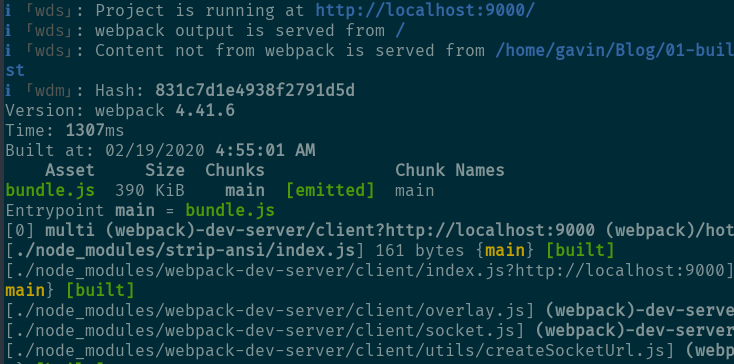 ℹ ｢wds｣: Project is running at http://localhost:9000/
ℹ ｢wds｣: webpack output is served from /
ℹ ｢wds｣: Content not from webpack is served from /home/gavin/Blog/01-buil
st
ℹ ｢wdm｣: Hash: 831c7d1e4938f2791d5d
Version: webpack 4.41.6
Time: 1307ms
Built at: 02/19/2020 4:55:01 AM
    Asset     Size  Chunks             Chunk Names
bundle.js  390 KiB    main  [emitted]  main
Entrypoint main = bundle.js
[0] multi (webpack)-dev-server/client?http://localhost:9000 (webpack)/hot
[./node_modules/strip-ansi/index.js] 161 bytes {main} [built]
[./node_modules/webpack-dev-server/client/index.js?http://localhost:9000]
main} [built]
[./node_modules/webpack-dev-server/client/overlay.js] (webpack)-dev-serve
[./node_modules/webpack-dev-server/client/socket.js] (webpack)-dev-server
[./node_modules/webpack-dev-server/client/utils/createSocketUrl.js] (webp